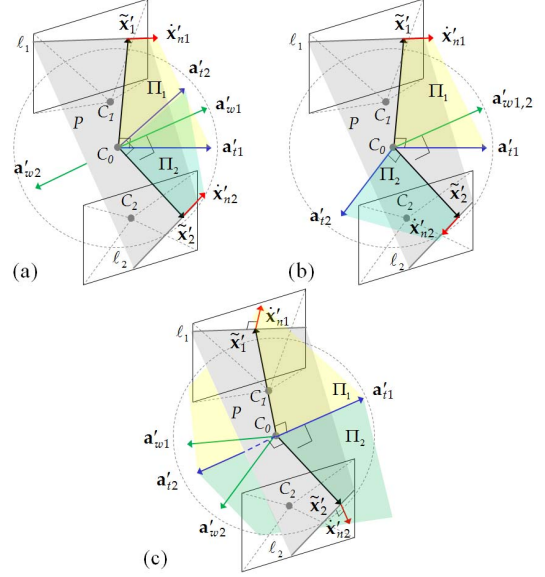 x̃′₁ ẋ′ₙ₁
ℓ₁
a′ₜ₂
C₁ Π₁
P a′w₁
C₀ a′ₜ₁
a′w₂
Π₂
C₂ ẋ′ₙ₂
x̃′₂
(a) ℓ₂
x̃′₁ ẋ′ₙ₁
ℓ₁
Π₁
C₁
P a′w₁,₂
C₀ a′ₜ₁
Π₂
C₂ x̃′₂
a′ₜ₂
ẋ′ₙ₂
(b) ℓ₂
ẋ′ₙ₁
ℓ₁ x̃′₁
C₁ Π₁ a′ₜ₁
P
C₀
a′w₁ Π₂
a′ₜ₂
C₂ x̃′₂
a′w₂
ẋ′ₙ₂
ℓ₂
(c)